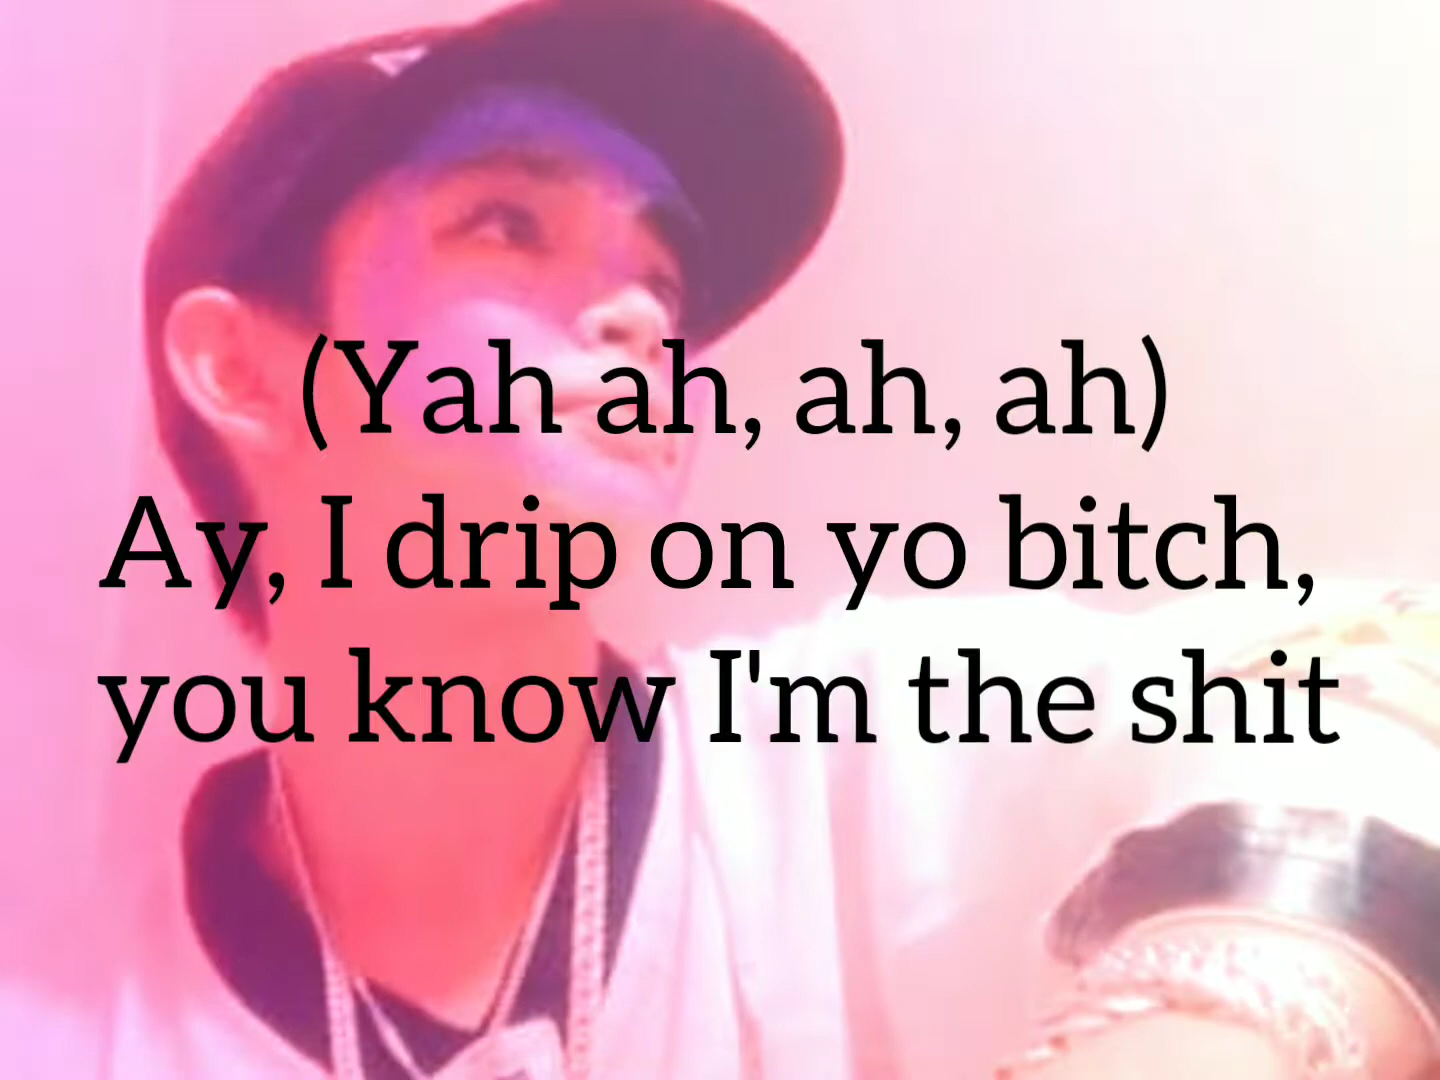 (Yah ah, ah, ah)
Ay, I drip on yo bitch,
you know I'm the shit